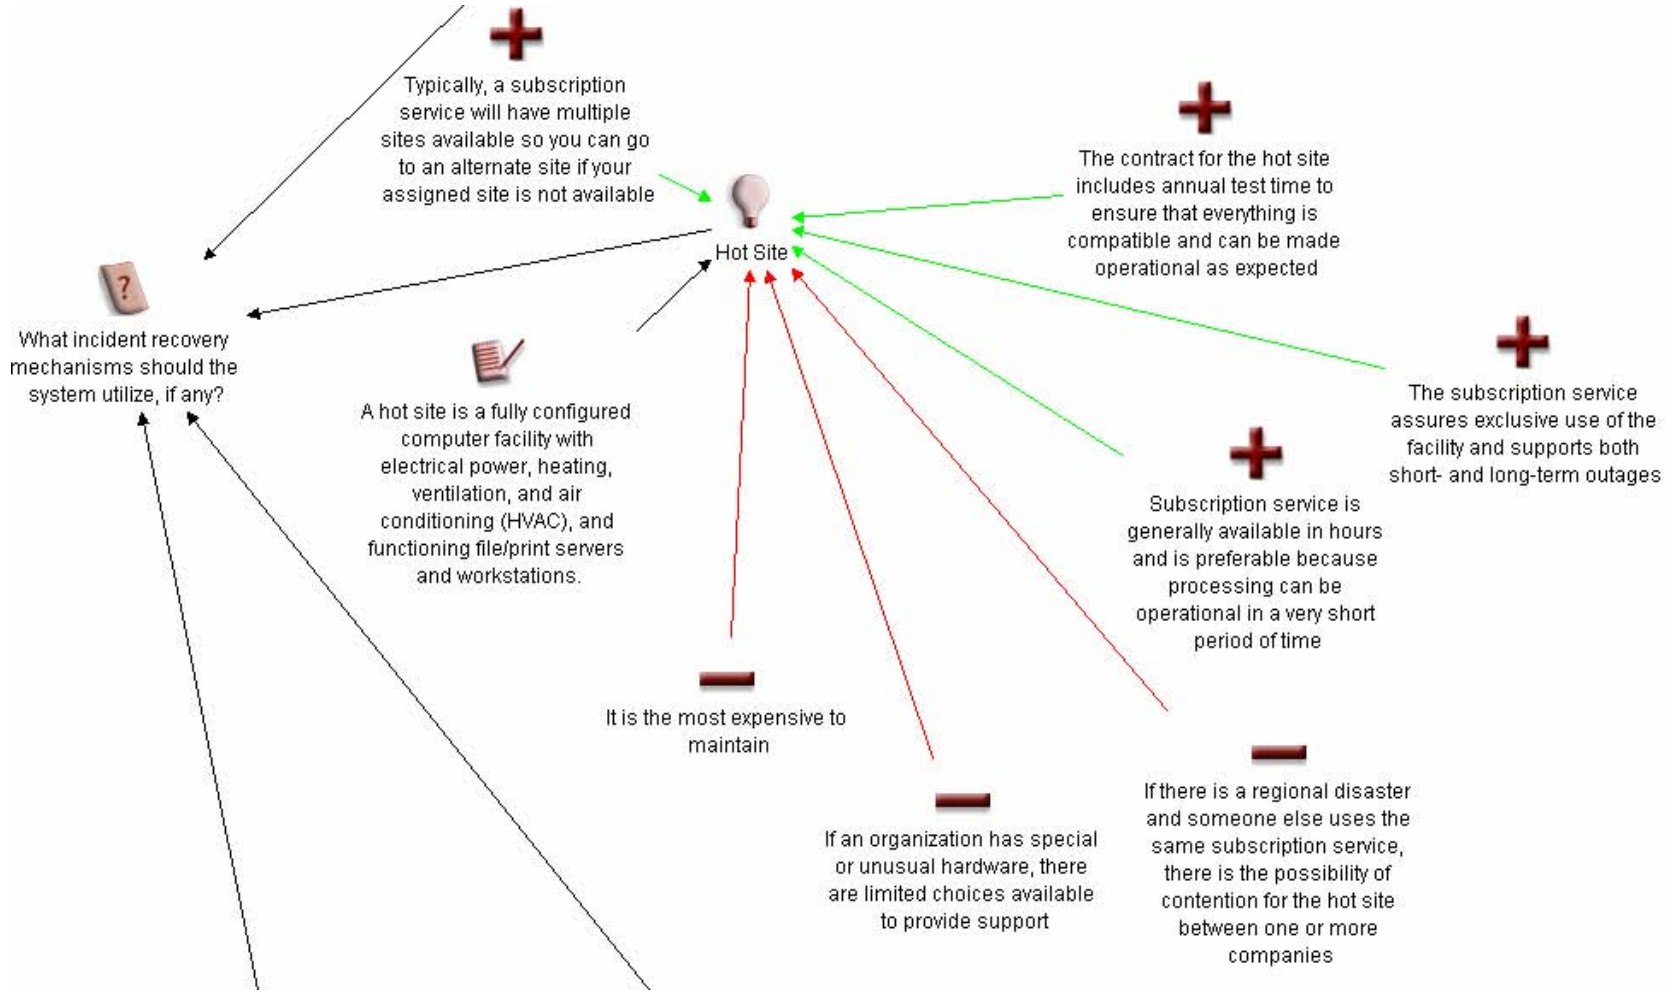 Typically, a subscription
service will have multiple
sites available so you can go
to an alternate site if your
assigned site is not available
The contract for the hot site
includes annual test time to
ensure that everything is
compatible and can be made
operational as expected
Hot Site
?
What incident recovery
mechanisms should the
system utilize, if any?
A hot site is a fully configured
computer facility with
electrical power, heating,
ventilation, and air
conditioning (HVAC), and
functioning file/print servers
and workstations.
The subscription service
assures exclusive use of the
facility and supports both
short- and long-term outages
Subscription service is
generally available in hours
and is preferable because
processing can be
operational in a very short
period of time
It is the most expensive to
maintain
If an organization has special
or unusual hardware, there
are limited choices available
to provide support
If there is a regional disaster
and someone else uses the
same subscription service,
there is the possibility of
contention for the hot site
between one or more
companies